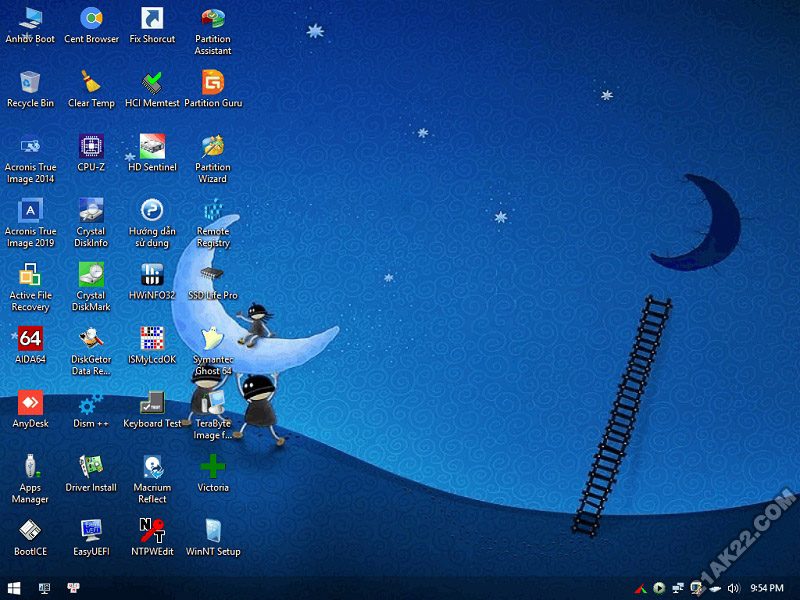 Anhdv Boot
Cent Browser
Fix Shorcut
Partition
Assistant
Recycle Bin
Clear Temp
HCI Memtest
Partition Guru
Acronis True
Image 2014
CPU-Z
HD Sentinel
Partition
Wizard
Acronis True
Image 2019
Crystal
DiskInfo
Hướng dẫn
sử dụng
Remote
Registry
Active File
Recovery
Crystal
DiskMark
HWiNFO32
SSD Life Pro
64
AIDA64
DiskGetor
Data Re...
ISMyLcdOK
Symantec
Ghost 64
AnyDesk
Dism ++
Keyboard Test
TeraByte
Image f...
Apps
Manager
Driver Install
Macrium
Reflect
Victoria
BootICE
EasyUEFI
NTPWEdit
WinNT Setup
9:54 PM